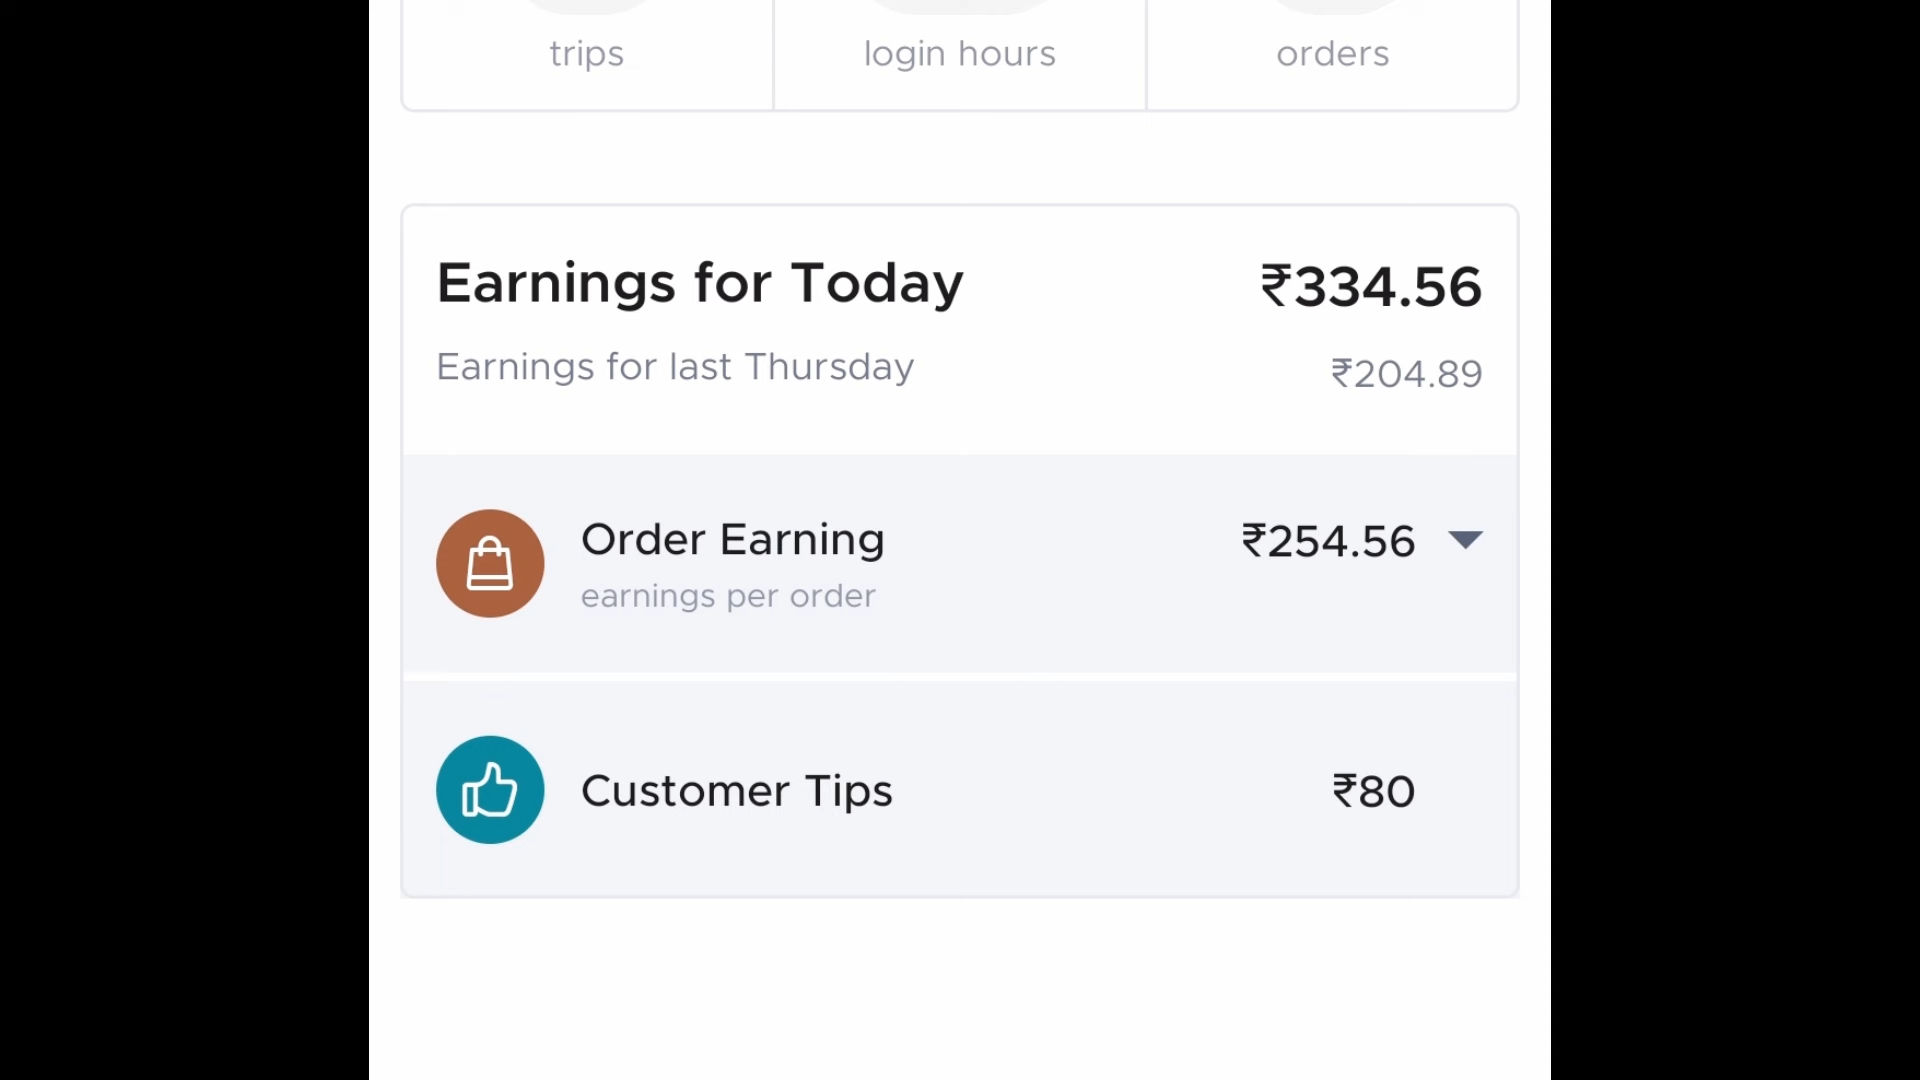 trips
login hours
orders
Earnings for Today
₹334.56
Earnings for last Thursday
₹204.89
Order Earning
₹254.56
earnings per order
Customer Tips
₹80